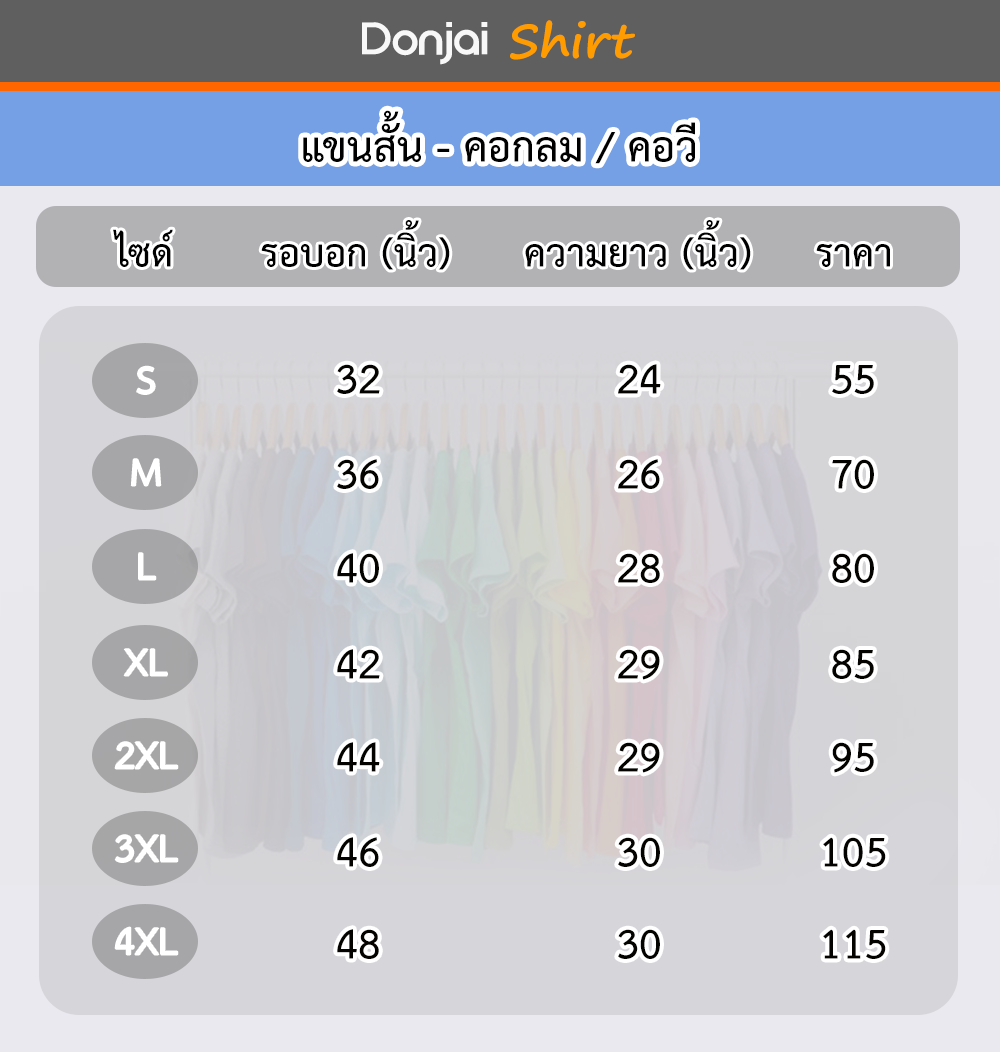 Donjai Shirt
แขนสั้น - คอกลม / คอวี
ไซด์ รอบอก (นิ้ว) ความยาว (นิ้ว) ราคา
S 32 24 55
M 36 26 70
L 40 28 80
XL 42 29 85
2XL 44 29 95
3XL 46 30 105
4XL 48 30 115